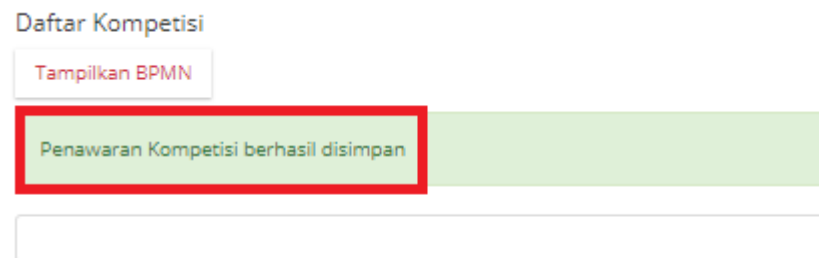 Daftar Kompetisi
Tampilkan BPMN
Penawaran Kompetisi berhasil disimpan